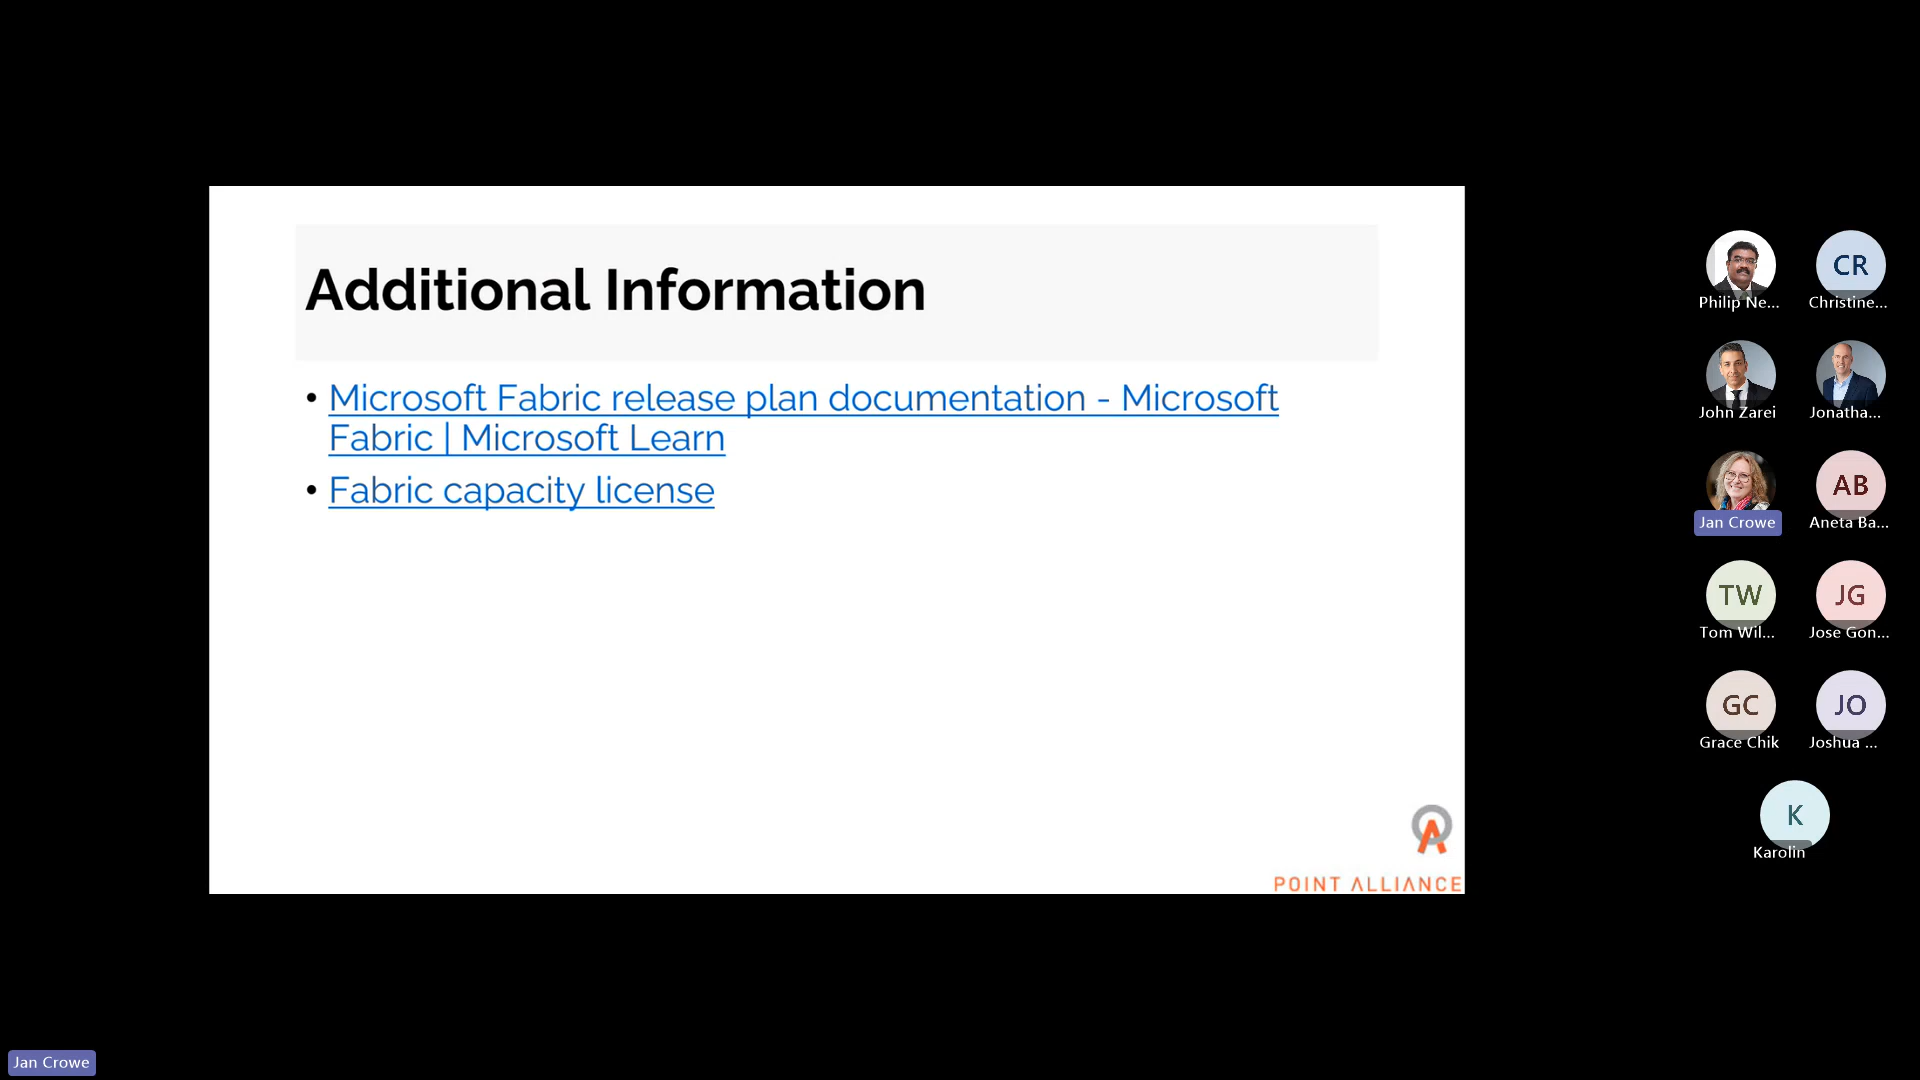 Additional Information
• Microsoft Fabric release plan documentation - Microsoft
Fabric | Microsoft Learn
• Fabric capacity license
POINT ALLIANCE
Philip Ne...
CR
Christine...
John Zarei
Jonatha...
Jan Crowe
AB
Aneta Ba...
TW
Tom Wil...
JG
Jose Gon...
GC
Grace Chik
JO
Joshua ...
K
Karolin
Jan Crowe